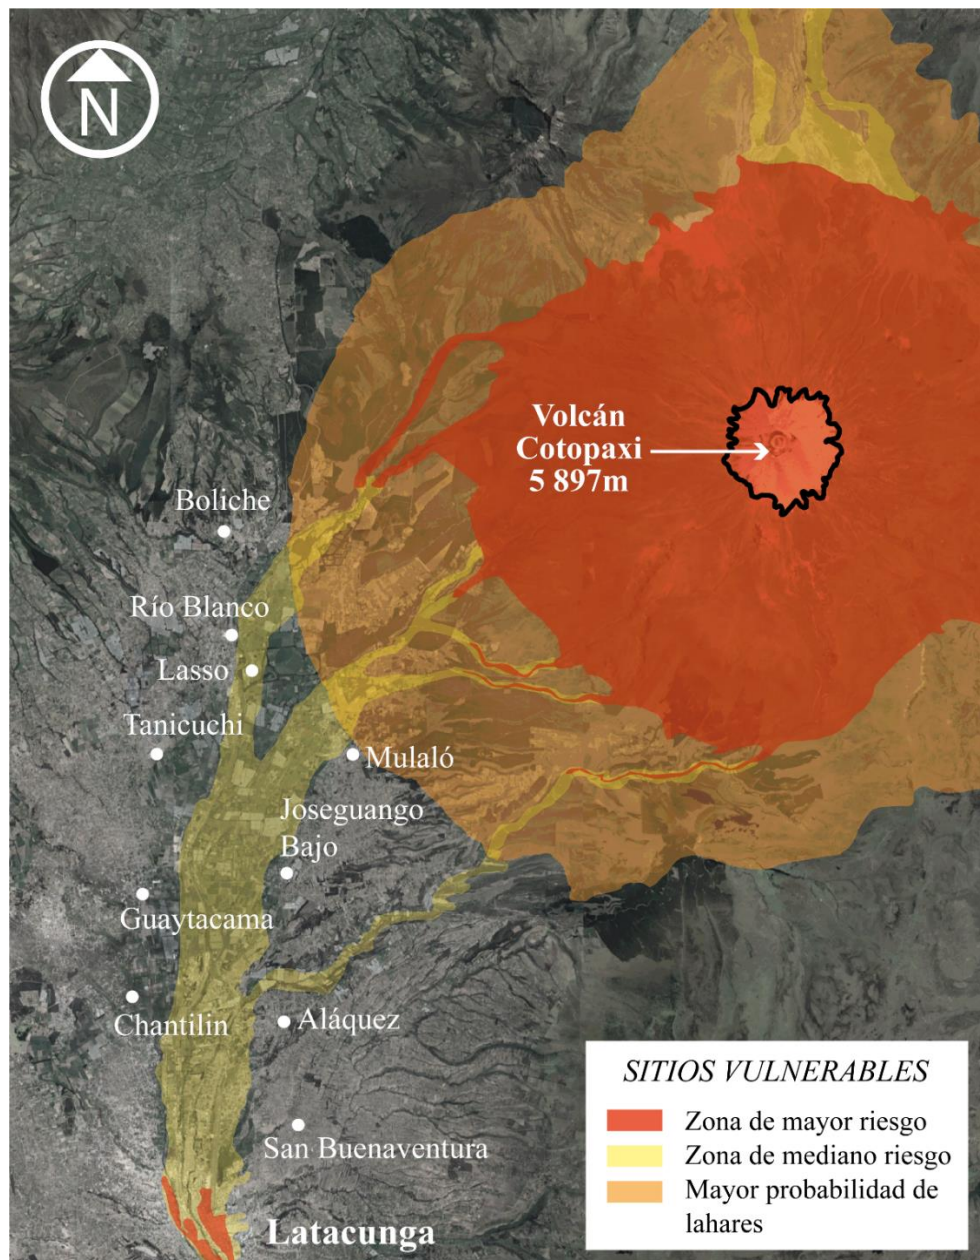 N
Volcán
Cotopaxi
5 897m
Boliche
Río Blanco
Lasso
Tanicuchi
Mulaló
Joseguango
Bajo
Guaytacama
Chantilin
Aláquez
San Buenaventura
Latacunga
SITIOS VULNERABLES
Zona de mayor riesgo
Zona de mediano riesgo
Mayor probabilidad de
lahares